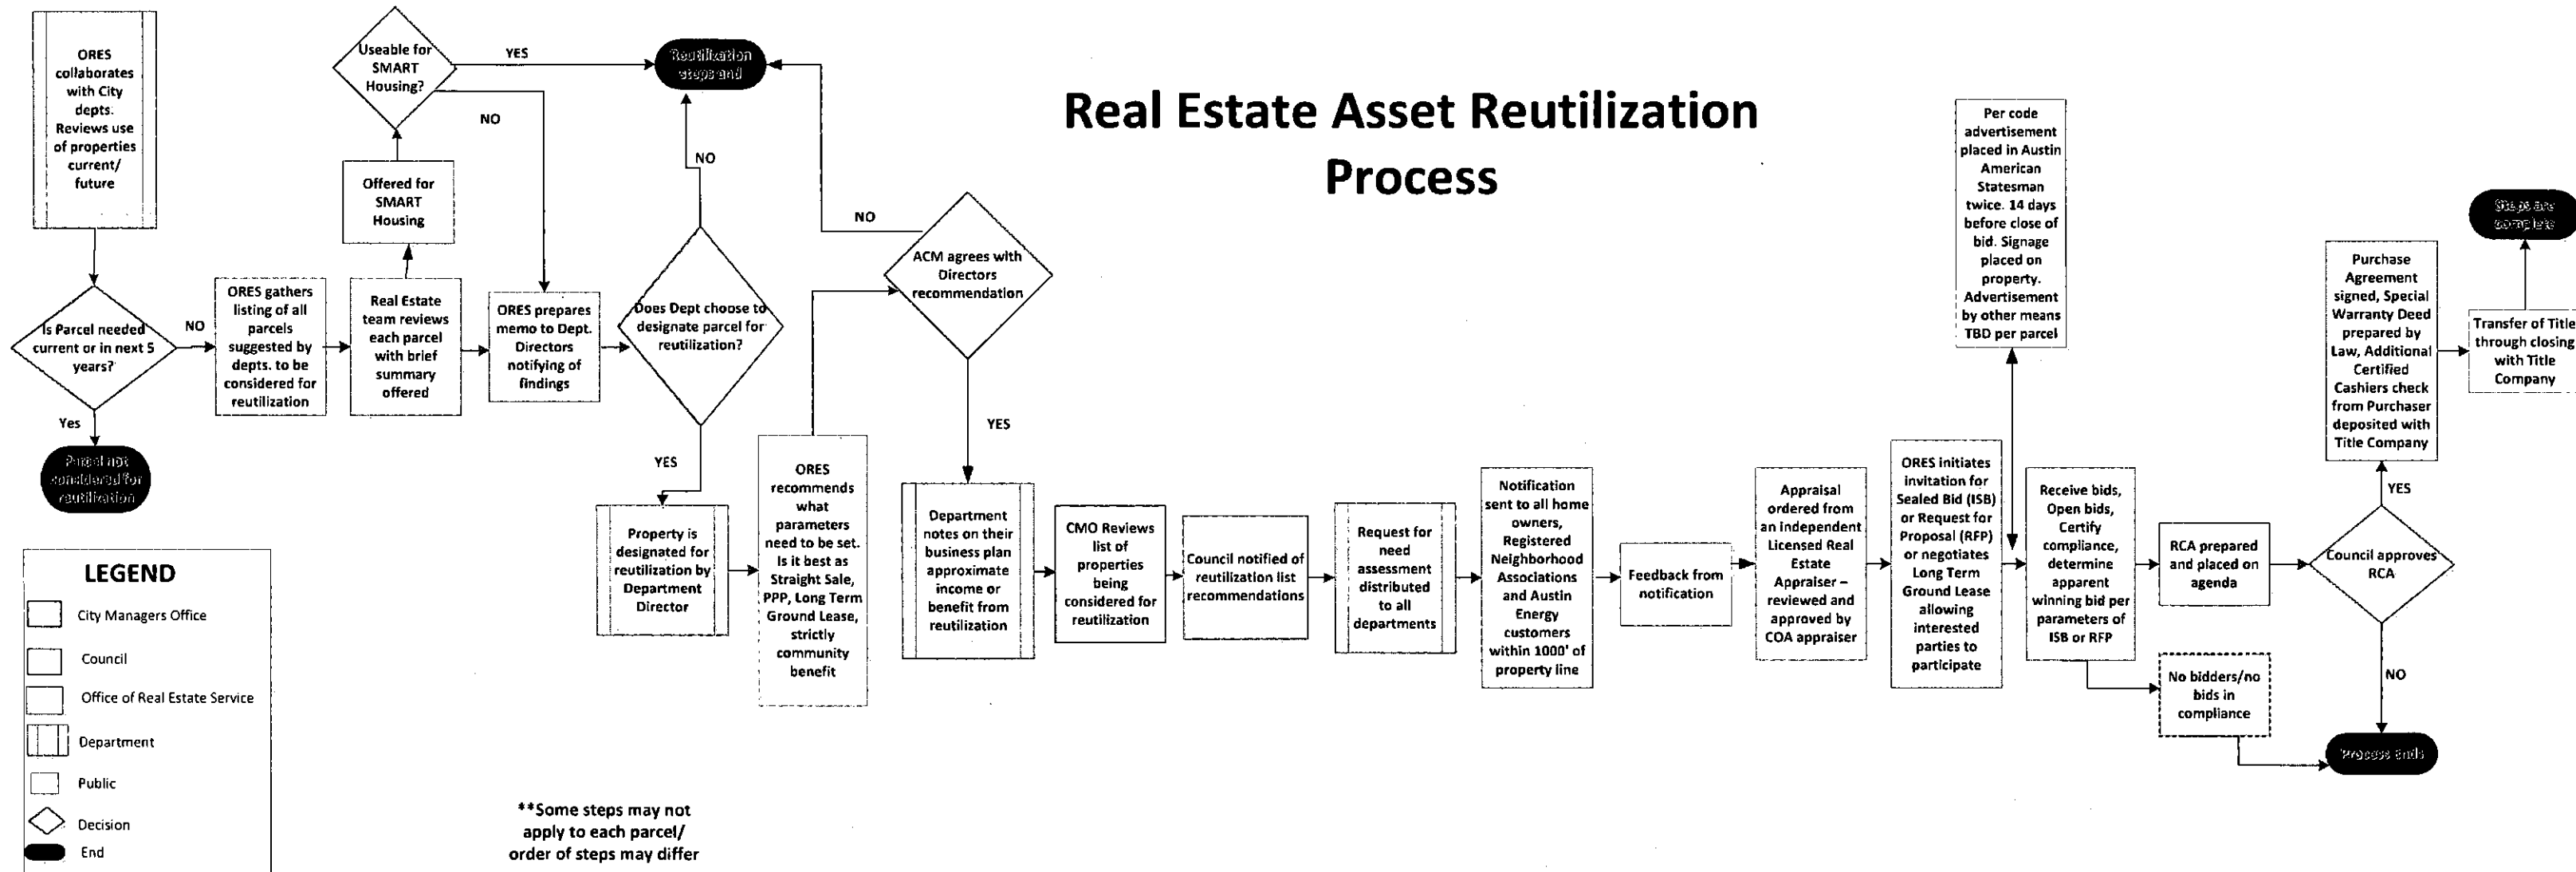 Real Estate Asset Reutilization
Process
ORES
collaborates
with City
depts.
Reviews use
of properties
current/
future
Is Parcel needed
current or in next 5
years?
NO
Yes
Parcel not
considered for
reutilization
ORES gathers
listing of all
parcels
suggested by
depts. to be
considered for
reutilization
Real Estate
team reviews
each parcel
with brief
summary
offered
Offered for
SMART
Housing
Useable for
SMART
Housing?
YES
NO
Reutilization
steps end
ORES prepares
memo to Dept.
Directors
notifying of
findings
Does Dept choose to
designate parcel for
reutilization?
NO
YES
Property is
designated for
reutilization by
Department
Director
ORES
recommends
what
parameters
need to be set.
Is it best as
Straight Sale,
PPP, Long Term
Ground Lease,
strictly
community
benefit
ACM agrees with
Directors
recommendation
NO
YES
Department
notes on their
business plan
approximate
income or
benefit from
reutilization
CMO Reviews
list of
properties
being
considered for
reutilization
Council notified of
reutilization list
recommendations
Request for
need
assessment
distributed
to all
departments
Notification
sent to all home
owners,
Registered
Neighborhood
Associations
and Austin
Energy
customers
within 1000' of
property line
Feedback from
notification
Appraisal
ordered from
an independent
Licensed Real
Estate
Appraiser –
reviewed and
approved by
COA appraiser
ORES initiates
invitation for
Sealed Bid (ISB)
or Request for
Proposal (RFP)
or negotiates
Long Term
Ground Lease
allowing
interested
parties to
participate
Per code
advertisement
placed in Austin
American
Statesman
twice. 14 days
before close of
bid. Signage
placed on
property.
Advertisement
by other means
TBD per parcel
Receive bids,
Open bids,
Certify
compliance,
determine
apparent
winning bid per
parameters of
ISB or RFP
No bidders/no
bids in
compliance
RCA prepared
and placed on
agenda
Council approves
RCA
YES
NO
Process Ends
Purchase
Agreement
signed, Special
Warranty Deed
prepared by
Law, Additional
Certified
Cashiers check
from Purchaser
deposited with
Title Company
Transfer of Title
through closing
with Title
Company
Steps are
complete
LEGEND
City Managers Office
Council
Office of Real Estate Service
Department
Public
Decision
End
**Some steps may not
apply to each parcel/
order of steps may differ